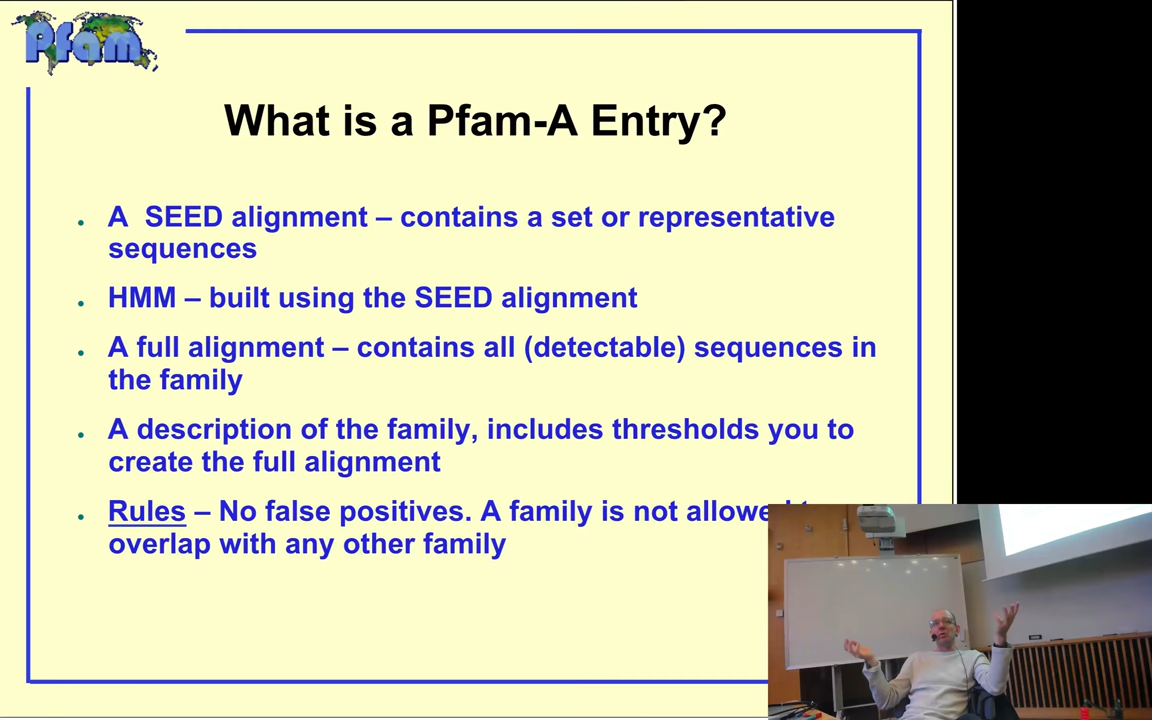 Pfam
What is a Pfam-A Entry?
A SEED alignment – contains a set or representative
sequences
HMM – built using the SEED alignment
A full alignment – contains all (detectable) sequences in
the family
A description of the family, includes thresholds you to
create the full alignment
Rules – No false positives. A family is not allowed
overlap with any other family